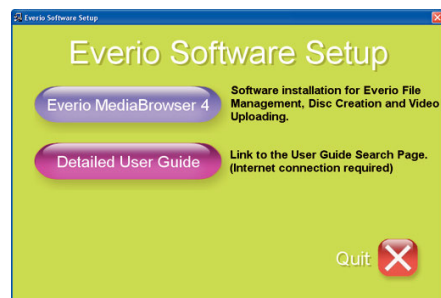 Everio Software Setup
Everio Software Setup
Everio MediaBrowser 4
Software installation for Everio File
Management, Disc Creation and Video
Uploading.
Detailed User Guide
Link to the User Guide Search Page.
(Internet connection required)
Quit